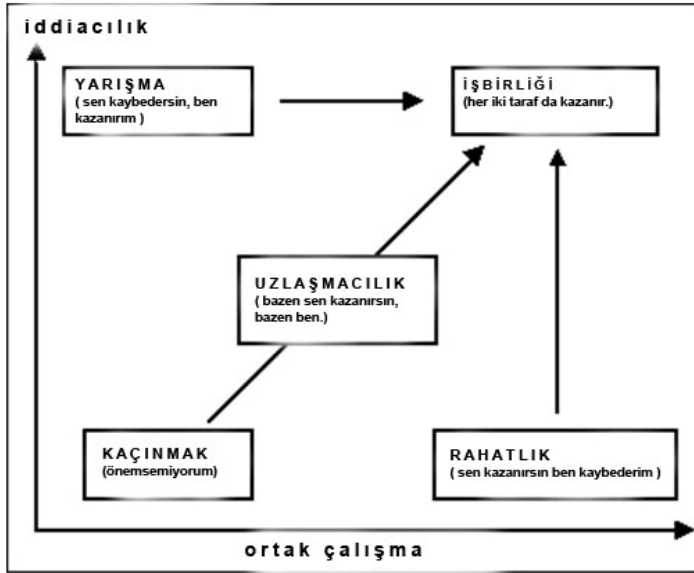 iddiacılık
YARIŞMA
( sen kaybedersin, ben
kazanırım )
İŞBİRLİĞİ
(her iki taraf da kazanır.)
UZLAŞMACILIK
( bazen sen kazanırsın,
bazen ben.)
KAÇINMAK
(önemsemiyorum)
RAHATLIK
( sen kazanırsın ben kaybederim )
ortak çalışma